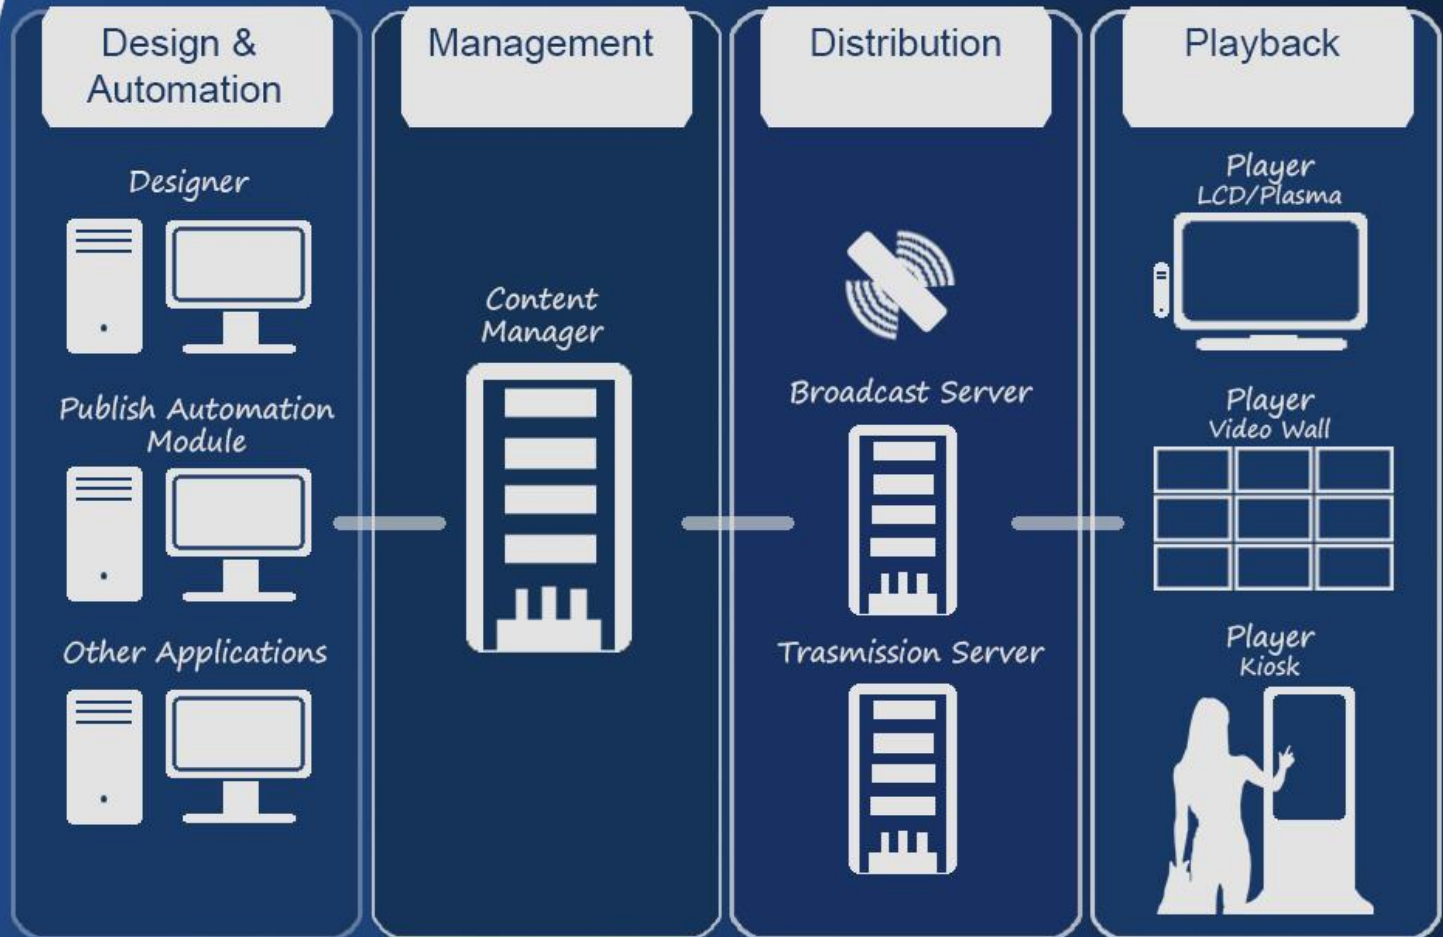 Design &
Automation
Designer
Publish Automation
Module
Other Applications
Management
Content
Manager
Distribution
Broadcast Server
Trasmission Server
Playback
Player
LCD/Plasma
Player
Video Wall
Player
Kiosk